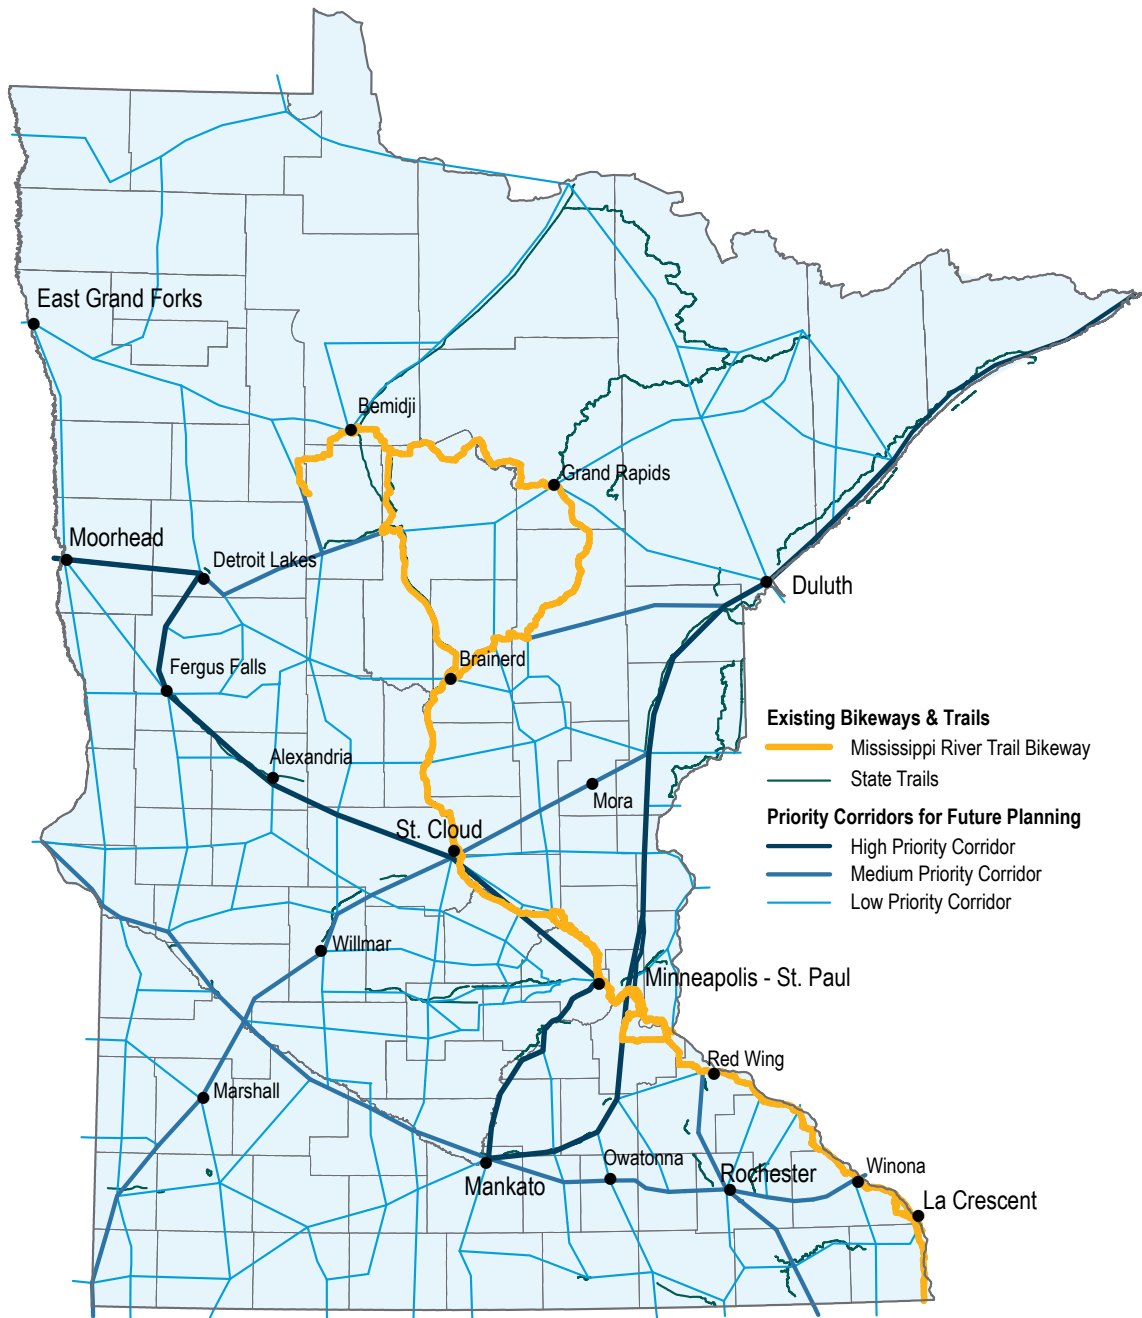 East Grand Forks
Bemidji
Grand Rapids
Moorhead
Detroit Lakes
Duluth
Brainerd
Fergus Falls
Alexandria
Mora
St. Cloud
Willmar
Minneapolis - St. Paul
Red Wing
Marshall
Owatonna
Mankato
Rochester
Winona
La Crescent
Existing Bikeways & Trails
Mississippi River Trail Bikeway
State Trails
Priority Corridors for Future Planning
High Priority Corridor
Medium Priority Corridor
Low Priority Corridor